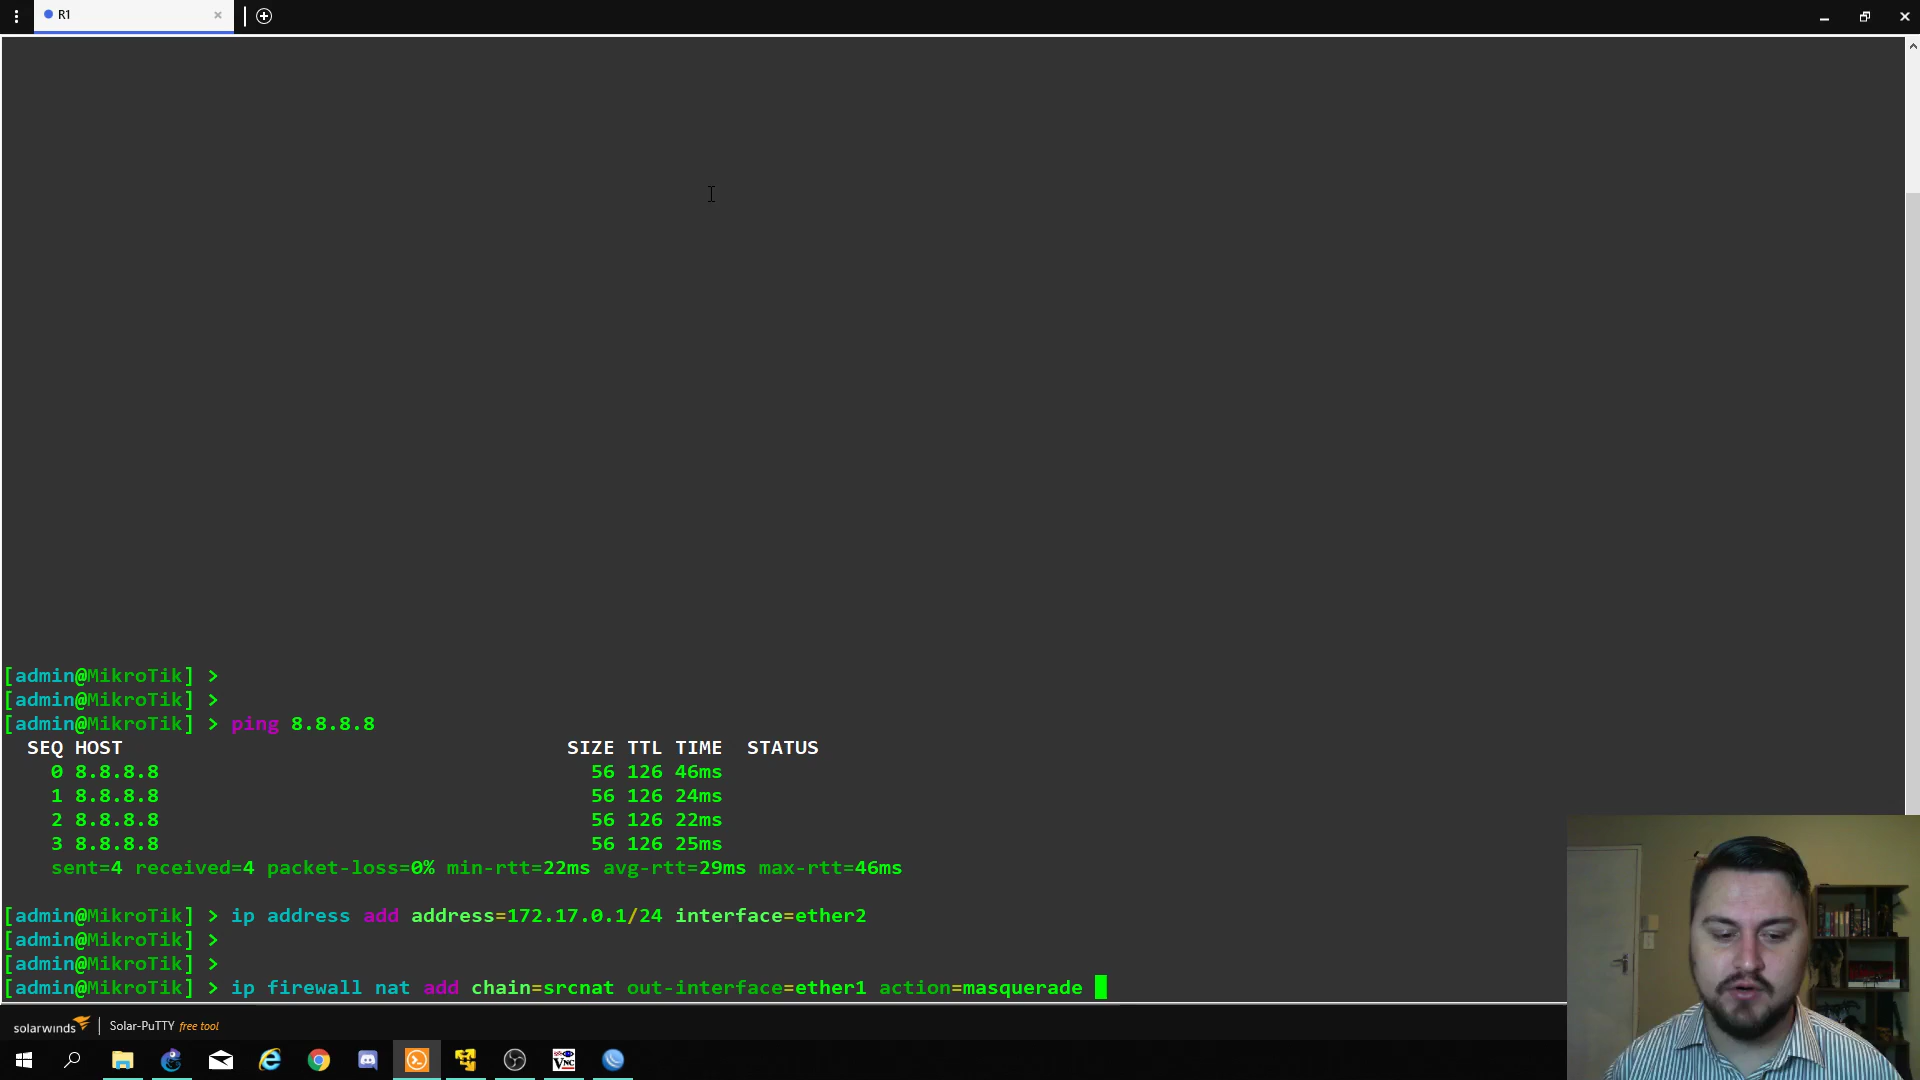 R1
[admin@MikroTik] >
[admin@MikroTik] >
[admin@MikroTik] > ping 8.8.8.8
SEQ HOST SIZE TTL TIME STATUS
0 8.8.8.8 56 126 46ms
1 8.8.8.8 56 126 24ms
2 8.8.8.8 56 126 22ms
3 8.8.8.8 56 126 25ms
sent=4 received=4 packet-loss=0% min-rtt=22ms avg-rtt=29ms max-rtt=46ms
[admin@MikroTik] > ip address add address=172.17.0.1/24 interface=ether2
[admin@MikroTik] >
[admin@MikroTik] >
[admin@MikroTik] > ip firewall nat add chain=srcnat out-interface=ether1 action=masquerade
solarwinds | Solar-PuTTY free tool
VNC